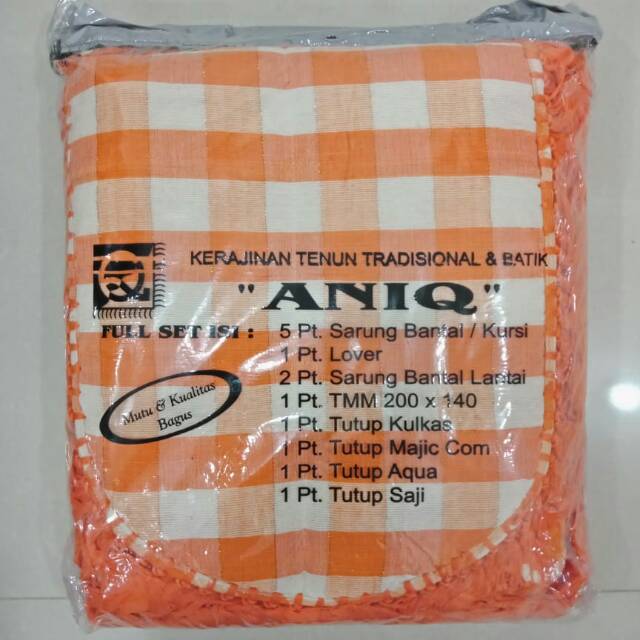 KERAJINAN TENUN TRADISIONAL & BATIK
"ANIQ"
FULL SET ISI :
5 Pt. Sarung Bantal / Kursi
1 Pt. Lover
2 Pt. Sarung Bantal Lantai
1 Pt. TMM 200 x 140
1 Pt. Tutup Kulkas
1 Pt. Tutup Majic Com
1 Pt. Tutup Aqua
1 Pt. Tutup Saji
Mutu & Kualitas
Bagus